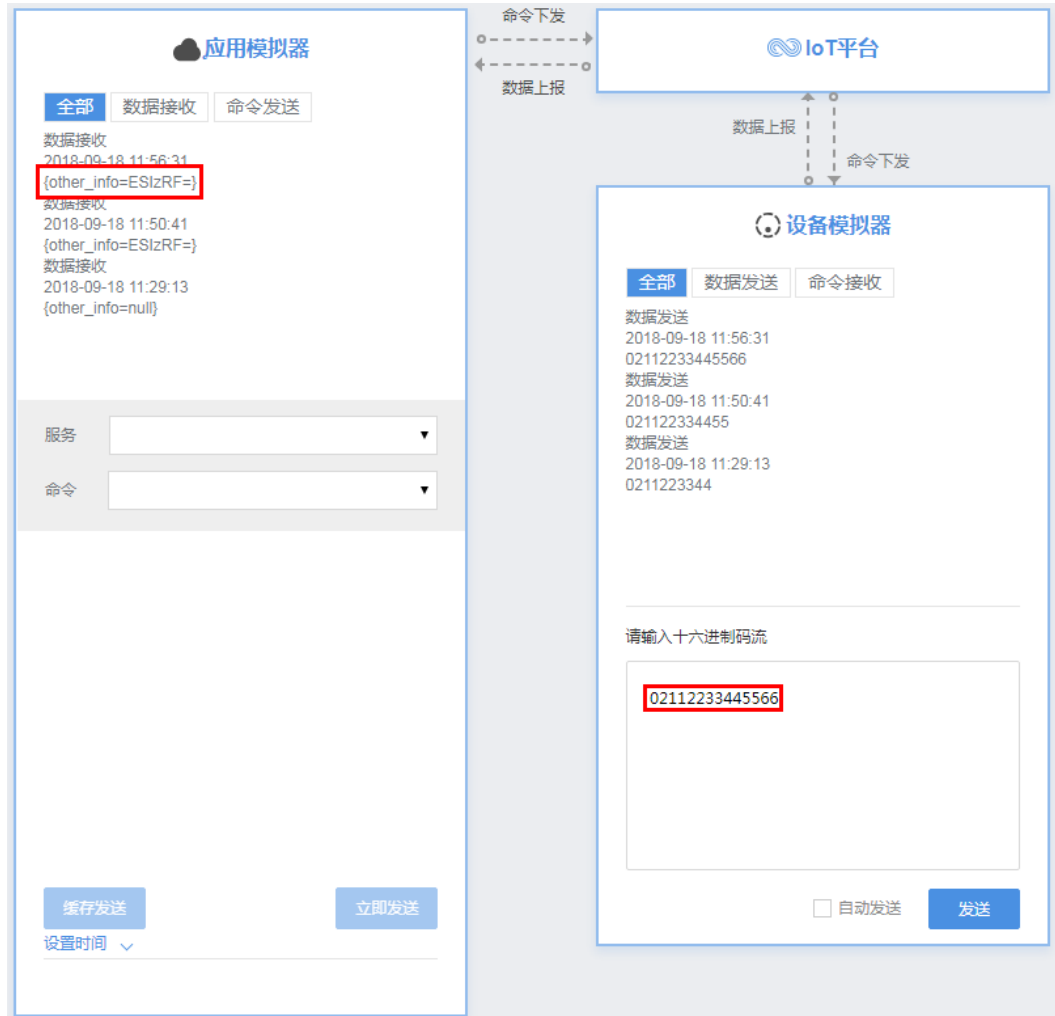 应用模拟器
全部 数据接收 命令发送
数据接收
2018-09-18 11:56:31
{other_info=ESIzRF=}
数据接收
2018-09-18 11:50:41
{other_info=ESIzRF=}
数据接收
2018-09-18 11:29:13
{other_info=null}
服务
命令
缓存发送 立即发送
设置时间
命令下发
数据上报
IoT平台
数据上报
命令下发
设备模拟器
全部 数据发送 命令接收
数据发送
2018-09-18 11:56:31
02112233445566
数据发送
2018-09-18 11:50:41
021122334455
数据发送
2018-09-18 11:29:13
0211223344
请输入十六进制码流
02112233445566
自动发送 发送